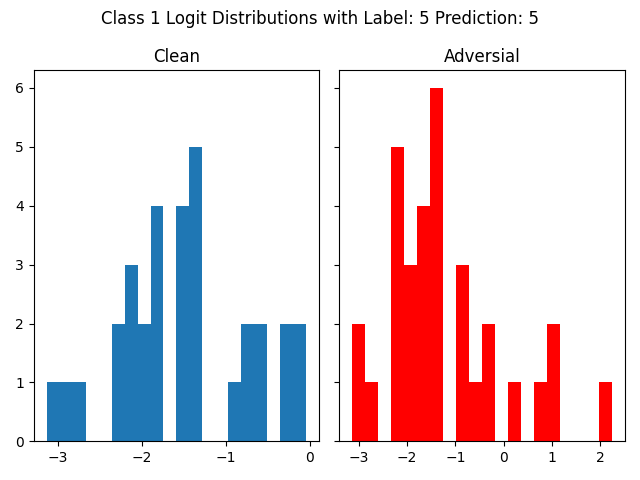 Class 1 Logit Distributions with Label: 5 Prediction: 5
Clean
Adversial
6
5
4
3
2
1
0
−3 −2 −1 0
−3 −2 −1 0 1 2